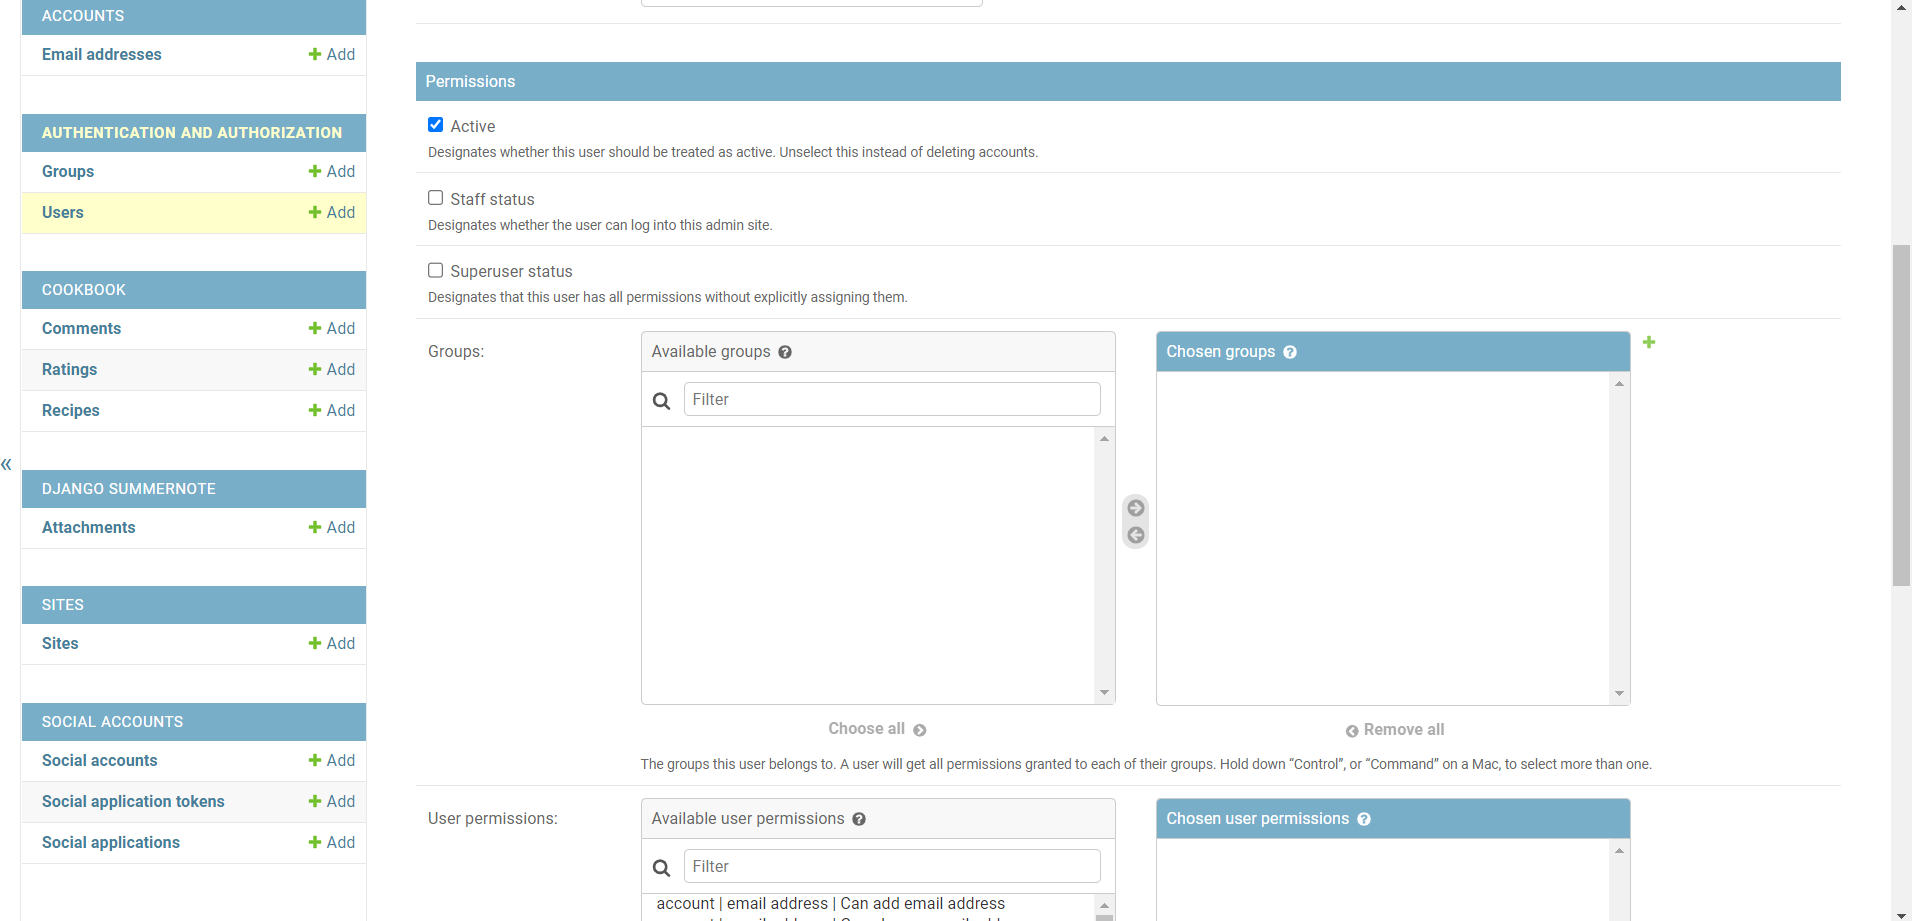 ACCOUNTS
Email addresses Add
AUTHENTICATION AND AUTHORIZATION
Groups Add
Users Add
COOKBOOK
Comments Add
Ratings Add
Recipes Add
«
DJANGO SUMMERNOTE
Attachments Add
SITES
Sites Add
SOCIAL ACCOUNTS
Social accounts Add
Social application tokens Add
Social applications Add
Permissions
Active
Designates whether this user should be treated as active. Unselect this instead of deleting accounts.
Staff status
Designates whether the user can log into this admin site.
Superuser status
Designates that this user has all permissions without explicitly assigning them.
Groups:
Available groups ?
Filter
Choose all
Chosen groups ?
Remove all
The groups this user belongs to. A user will get all permissions granted to each of their groups. Hold down “Control”, or “Command” on a Mac, to select more than one.
User permissions:
Available user permissions ?
Filter
account | email address | Can add email address
Chosen user permissions ?